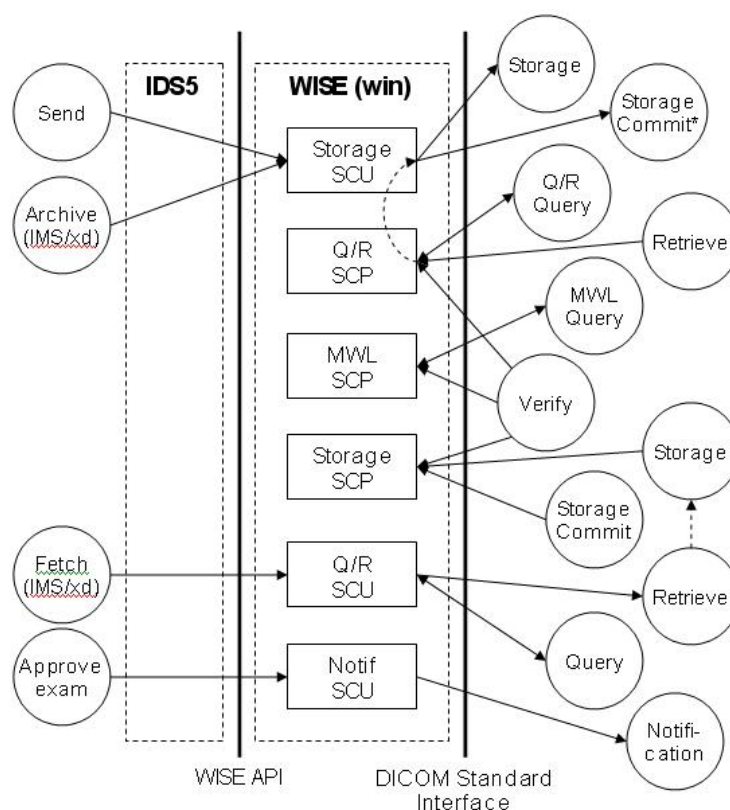 IDS5
WISE (win)
Send
Archive
(IMS/xd)
Storage
SCU
Storage
Storage
Commit*
Q/R
Query
Q/R
SCP
Retrieve
MWL
Query
MWL
SCP
Verify
Storage
SCP
Storage
Storage
Commit
Fetch
(IMS/xd)
Q/R
SCU
Retrieve
Approve
exam
Notif
SCU
Query
Notifi-
cation
WISE API
DICOM Standard
Interface